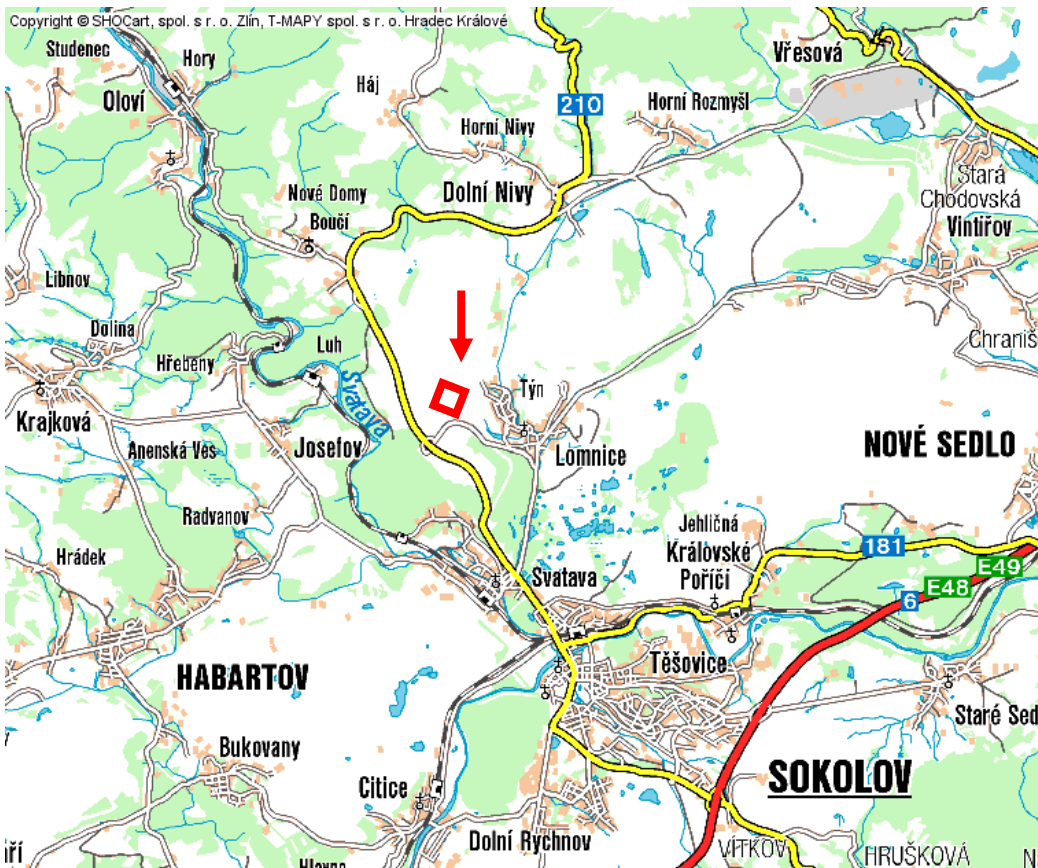 Copyright © SHOCart, spol. s r. o. Zlín, T-MAPY spol. s r. o. Hradec Králové
Studenec
Hory
Vřesová
Oloví
Háj
210
Horní Rozmyšl
Horní Nivy
Stará
Chodovská
Nové Domy
Dolní Nivy
Boučí
Vintířov
Libnov
Dolina
Luh
Chraniš
Hřebeny
Svatava
Týn
Krajková
Anenská Ves
Josefov
Lomnice
NOVÉ SEDLO
Radvanov
Jehličná
Hrádek
Královské
Poříčí
181
E49
Svatava
E48
6
HABARTOV
Těšovice
Staré Sed
Bukovany
Citice
SOKOLOV
Dolní Rychnov
VÍTKOV
HRUŠKOVÁ
N